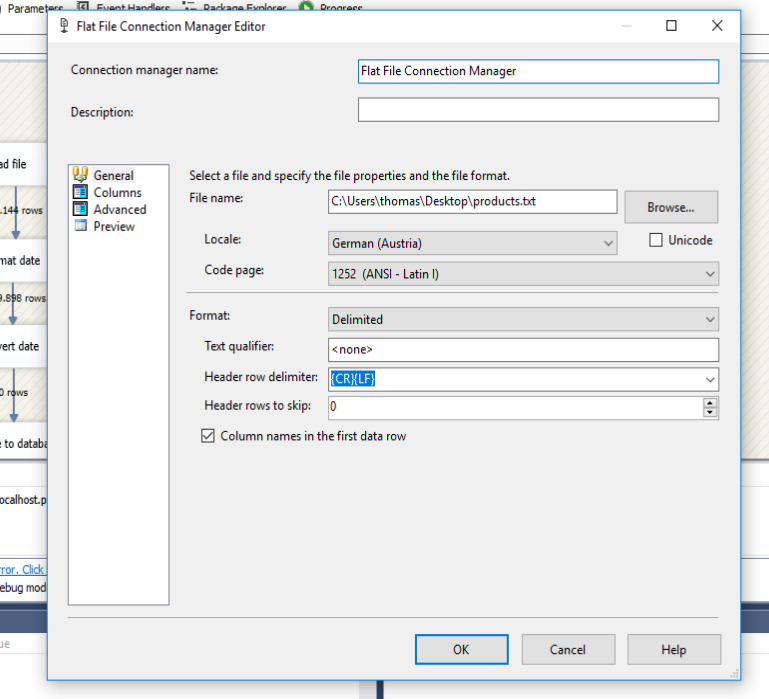 Parameters Event Handlers Package Explorer Progress
Flat File Connection Manager Editor
Connection manager name: Flat File Connection Manager
Description:
General
Columns
Advanced
Preview
Select a file and specify the file properties and the file format.
File name: C:\Users\thomas\Desktop\products.txt Browse...
Locale: German (Austria) Unicode
Code page: 1252 (ANSI - Latin I)
Format: Delimited
Text qualifier: <none>
Header row delimiter: {CR}{LF}
Header rows to skip: 0
Column names in the first data row
OK Cancel Help
ad file
.144 rows
mat date
9.898 rows
vert date
0 rows
e to databa
ocalhost.p
rror. Click
ebug mod
ue